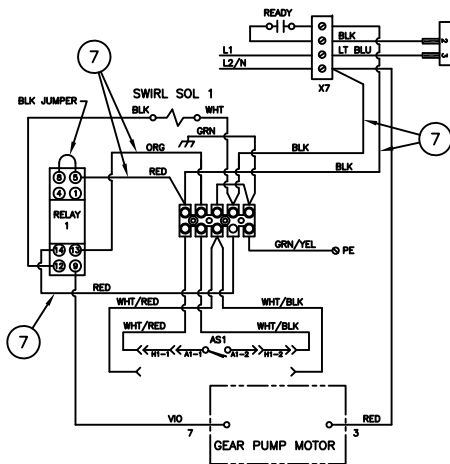 READY
BLK
2
L1
LT BLU
3
L2/N
X7
7
SWIRL SOL 1
BLK
WHT
BLK JUMPER
GRN
ORG
BLK
7
RED
BLK
8 5
4 1
RELAY
1
14 13
12 9
GRN/YEL
PE
RED
WHT/RED
WHT/BLK
WHT/RED
WHT/BLK
7
AS1
H1-1
A1-1
A1-2
H1-2
VIO
RED
7
3
GEAR PUMP MOTOR